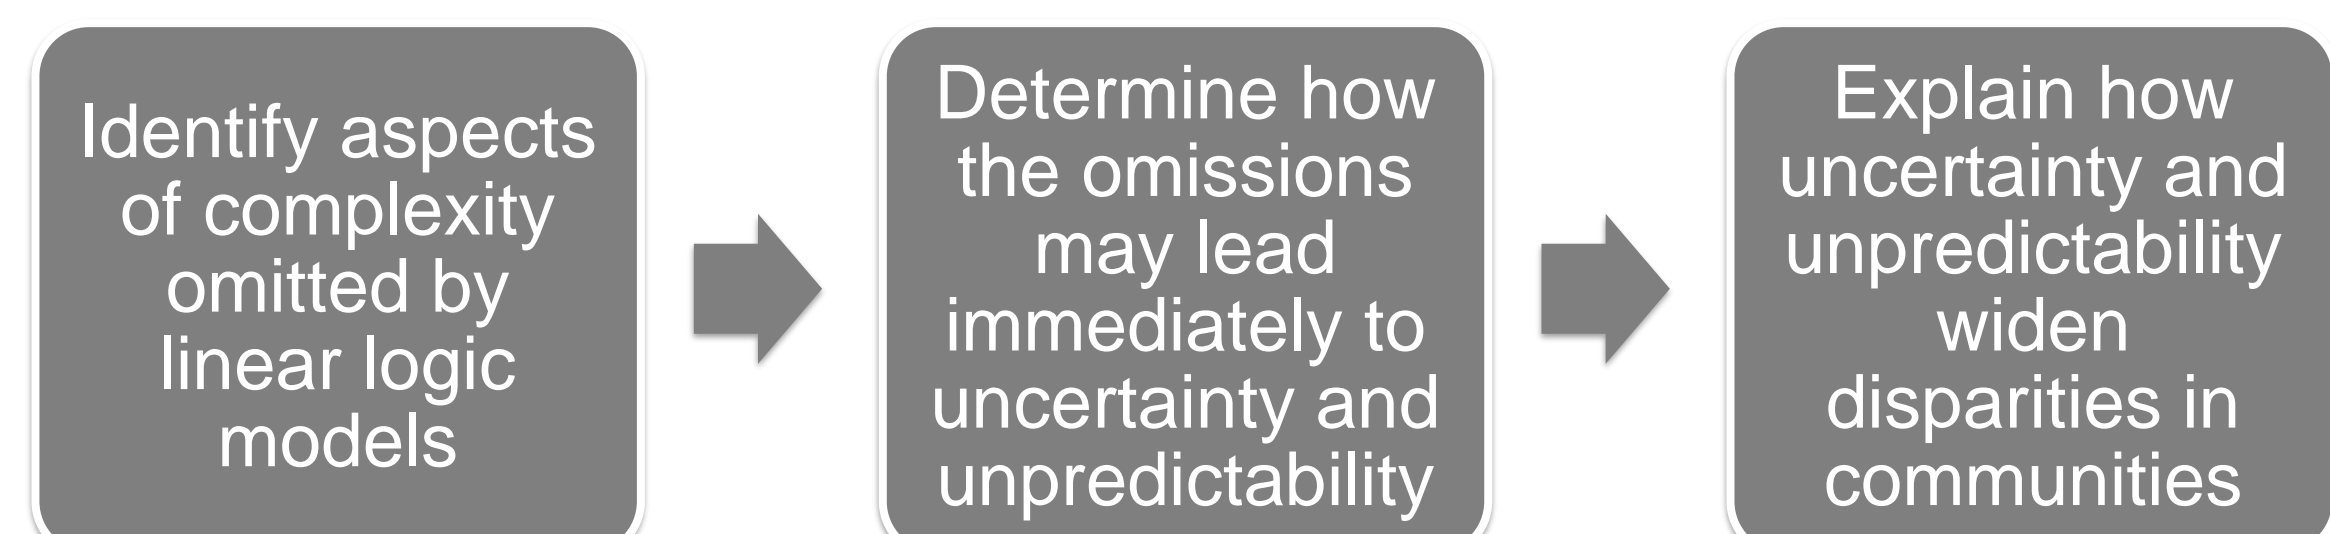 Identify aspects
of complexity
omitted by
linear logic
models
Determine how
the omissions
may lead
immediately to
uncertainty and
unpredictability
Explain how
uncertainty and
unpredictability
widen
disparities in
communities